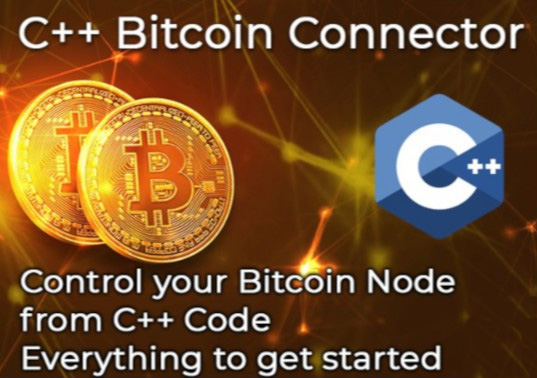 C++ Bitcoin Connector
C++
Control your Bitcoin Node
from C++ Code
Everything to get started